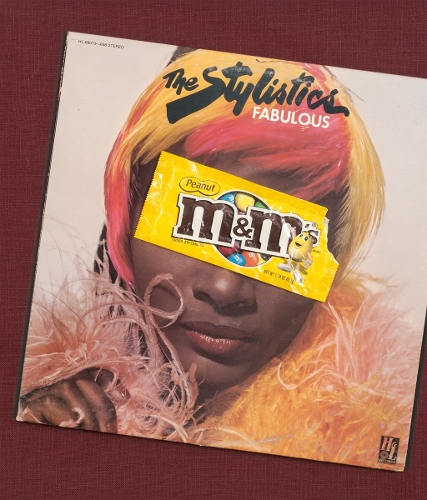 The Stylistics
FABULOUS
Peanut
m&m's